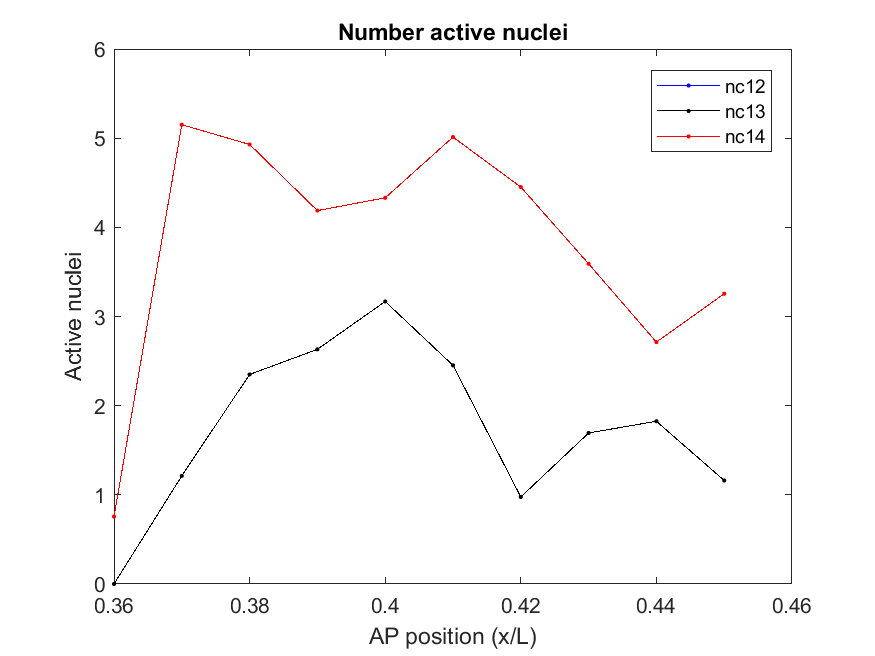 Number active nuclei
6
5
4
3
2
1
0
Active nuclei
nc12
nc13
nc14
0.36 0.38 0.4 0.42 0.44 0.46
AP position (x/L)